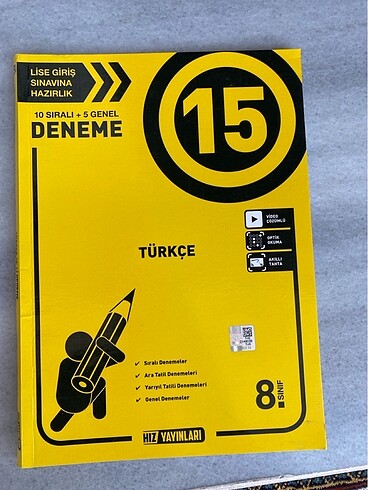 LİSE GİRİŞ
SINAVINA
HAZIRLIK
10 SIRALI + 5 GENEL
DENEME
15
VİDEO
ÇÖZÜMLÜ
OPTİK
OKUMA
AKILLI
TAHTA
TÜRKÇE
✓ Sıralı Denemeler
✓ Ara Tatil Denemeleri
✓ Yarıyıl Tatili Denemeleri
✓ Genel Denemeler
8. SINIF
HIZ YAYINLARI